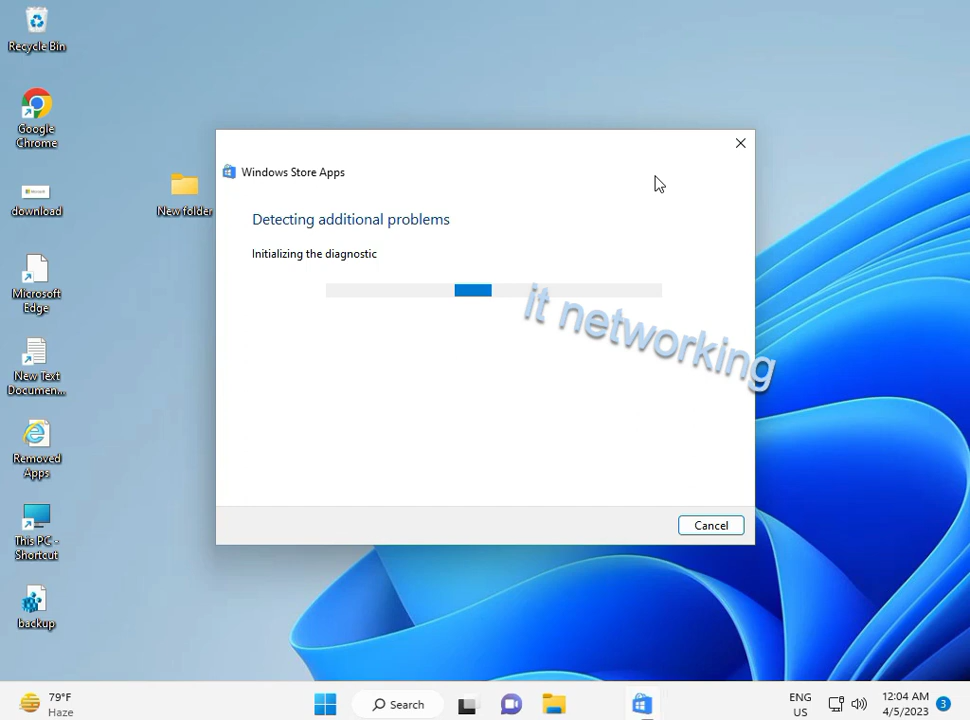 Recycle Bin
Google
Chrome
download
New folder
Microsoft
Edge
New Text
Documen...
Removed
Apps
This PC -
Shortcut
backup
Windows Store Apps
Detecting additional problems
Initializing the diagnostic
it networking
Cancel
79°F
Haze
Search
ENG
US
12:04 AM
4/5/2023
3